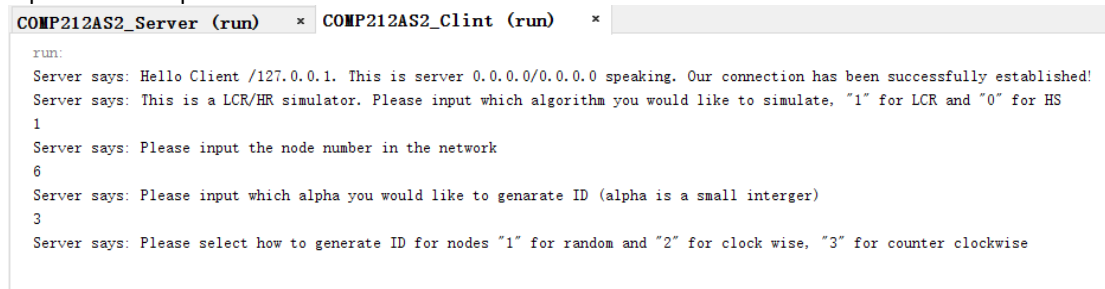 COMP212AS2_Server (run) × COMP212AS2_Clint (run) ×
run:
Server says: Hello Client /127.0.0.1. This is server 0.0.0.0/0.0.0.0 speaking. Our connection has been successfully established!
Server says: This is a LCR/HR simulator. Please input which algorithm you would like to simulate, "1" for LCR and "0" for HS
1
Server says: Please input the node number in the network
6
Server says: Please input which alpha you would like to genarate ID (alpha is a small interger)
3
Server says: Please select how to generate ID for nodes "1" for random and "2" for clock wise, "3" for counter clockwise